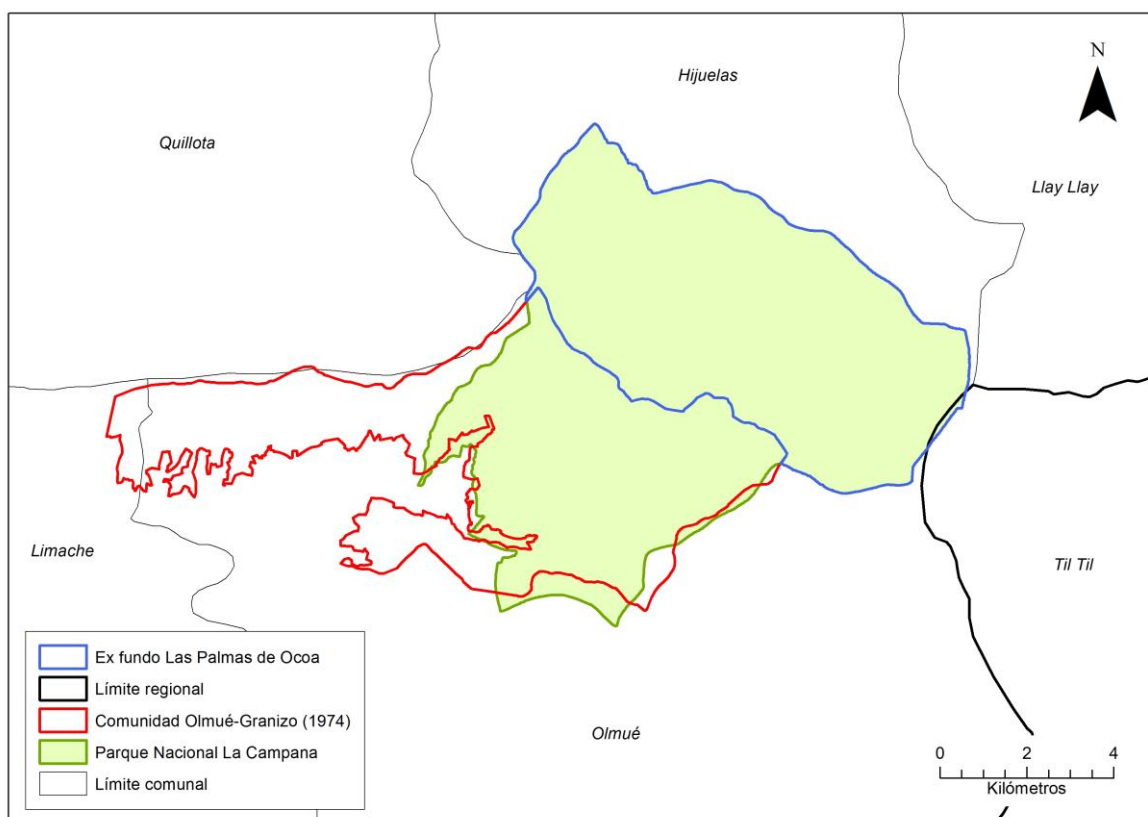 N
Hijuelas
Quillota
Llay Llay
Limache
Til Til
Olmué
Ex fundo Las Palmas de Ocoa
Límite regional
Comunidad Olmué-Granizo (1974)
Parque Nacional La Campana
Límite comunal
0 2 4
Kilómetros